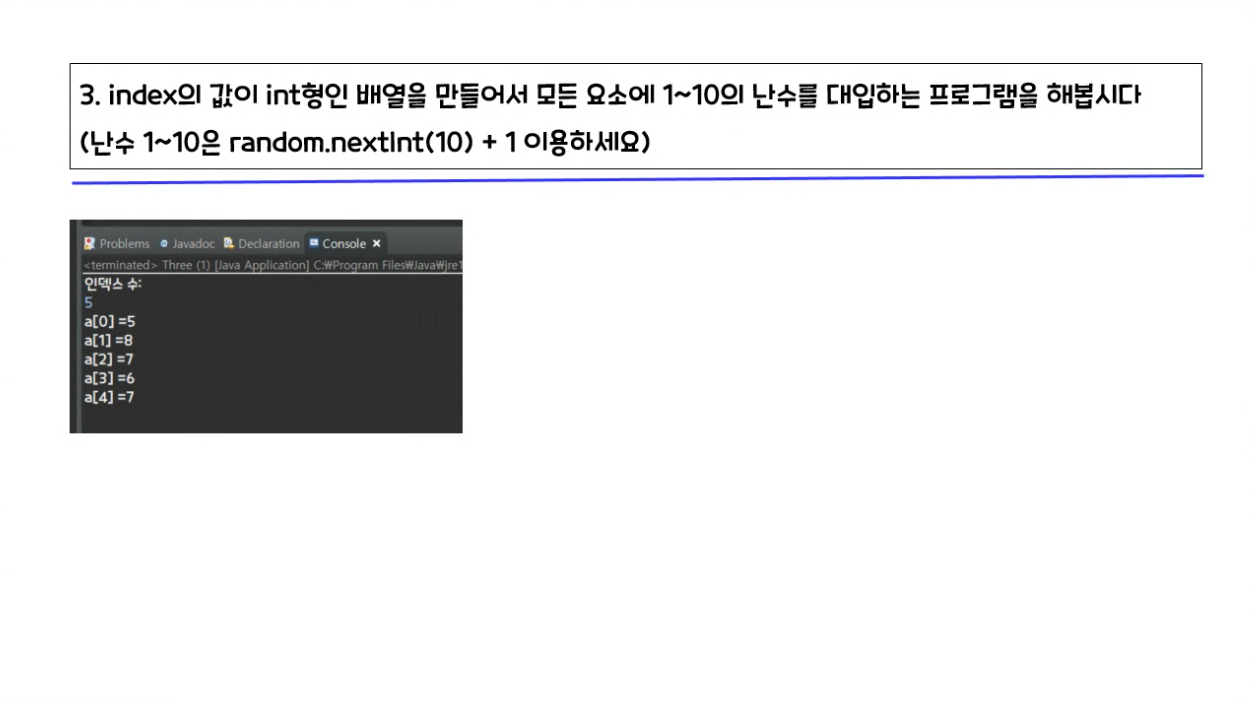 3. index의 값이 int형인 배열을 만들어서 모든 요소에 1~10의 난수를 대입하는 프로그램을 해봅시다
(난수 1~10은 random.nextInt(10) + 1 이용하세요)
Problems Javadoc Declaration Console
<terminated> Three (1) [Java Application] C:₩Program Files₩Java₩jre1
인덱스 수:
5
a[0] =5
a[1] =8
a[2] =7
a[3] =6
a[4] =7